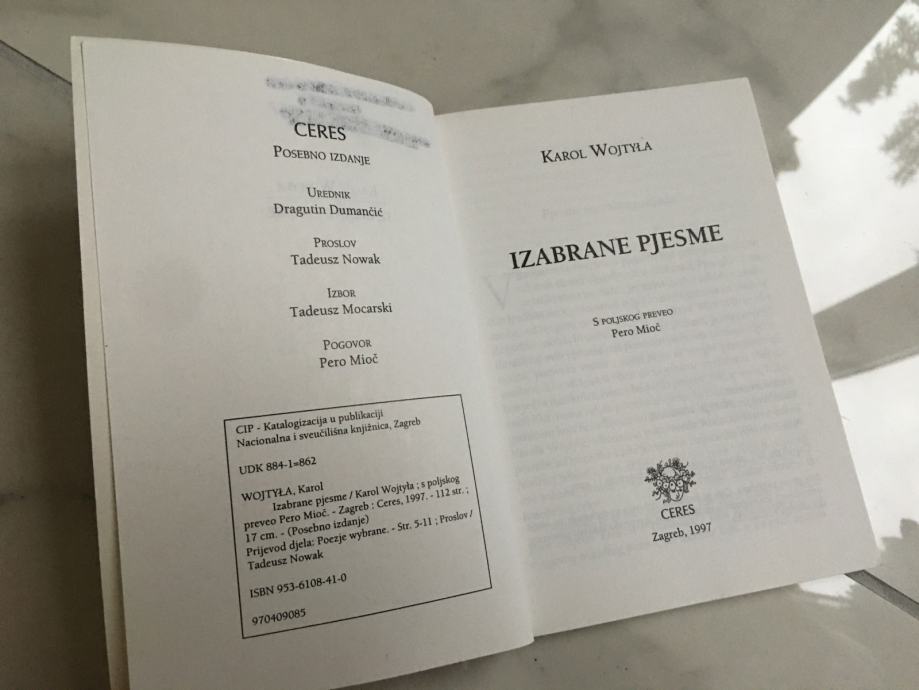 CERES
POSEBNO IZDANJE
UREDNIK
Dragutin Dumančić
PROSLOV
Tadeusz Nowak
IZBOR
Tadeusz Mocarski
POGOVOR
Pero Mioč
CIP - Katalogizacija u publikaciji
Nacionalna i sveučilišna knjižnica, Zagreb
UDK 884-1=862
WOJTYŁA, Karol
Izabrane pjesme / Karol Wojtyła ; s poljskog
preveo Pero Mioč. - Zagreb : Ceres, 1997. - 112 str. ;
17 cm. - (Posebno izdanje)
Prijevod djela: Poezje wybrane. - Str. 5-11 ; Proslov /
Tadeusz Nowak
ISBN 953-6108-41-0
970409085
KAROL WOJTYŁA
IZABRANE PJESME
S POLJSKOG PREVEO
Pero Mioč
CERES
Zagreb, 1997